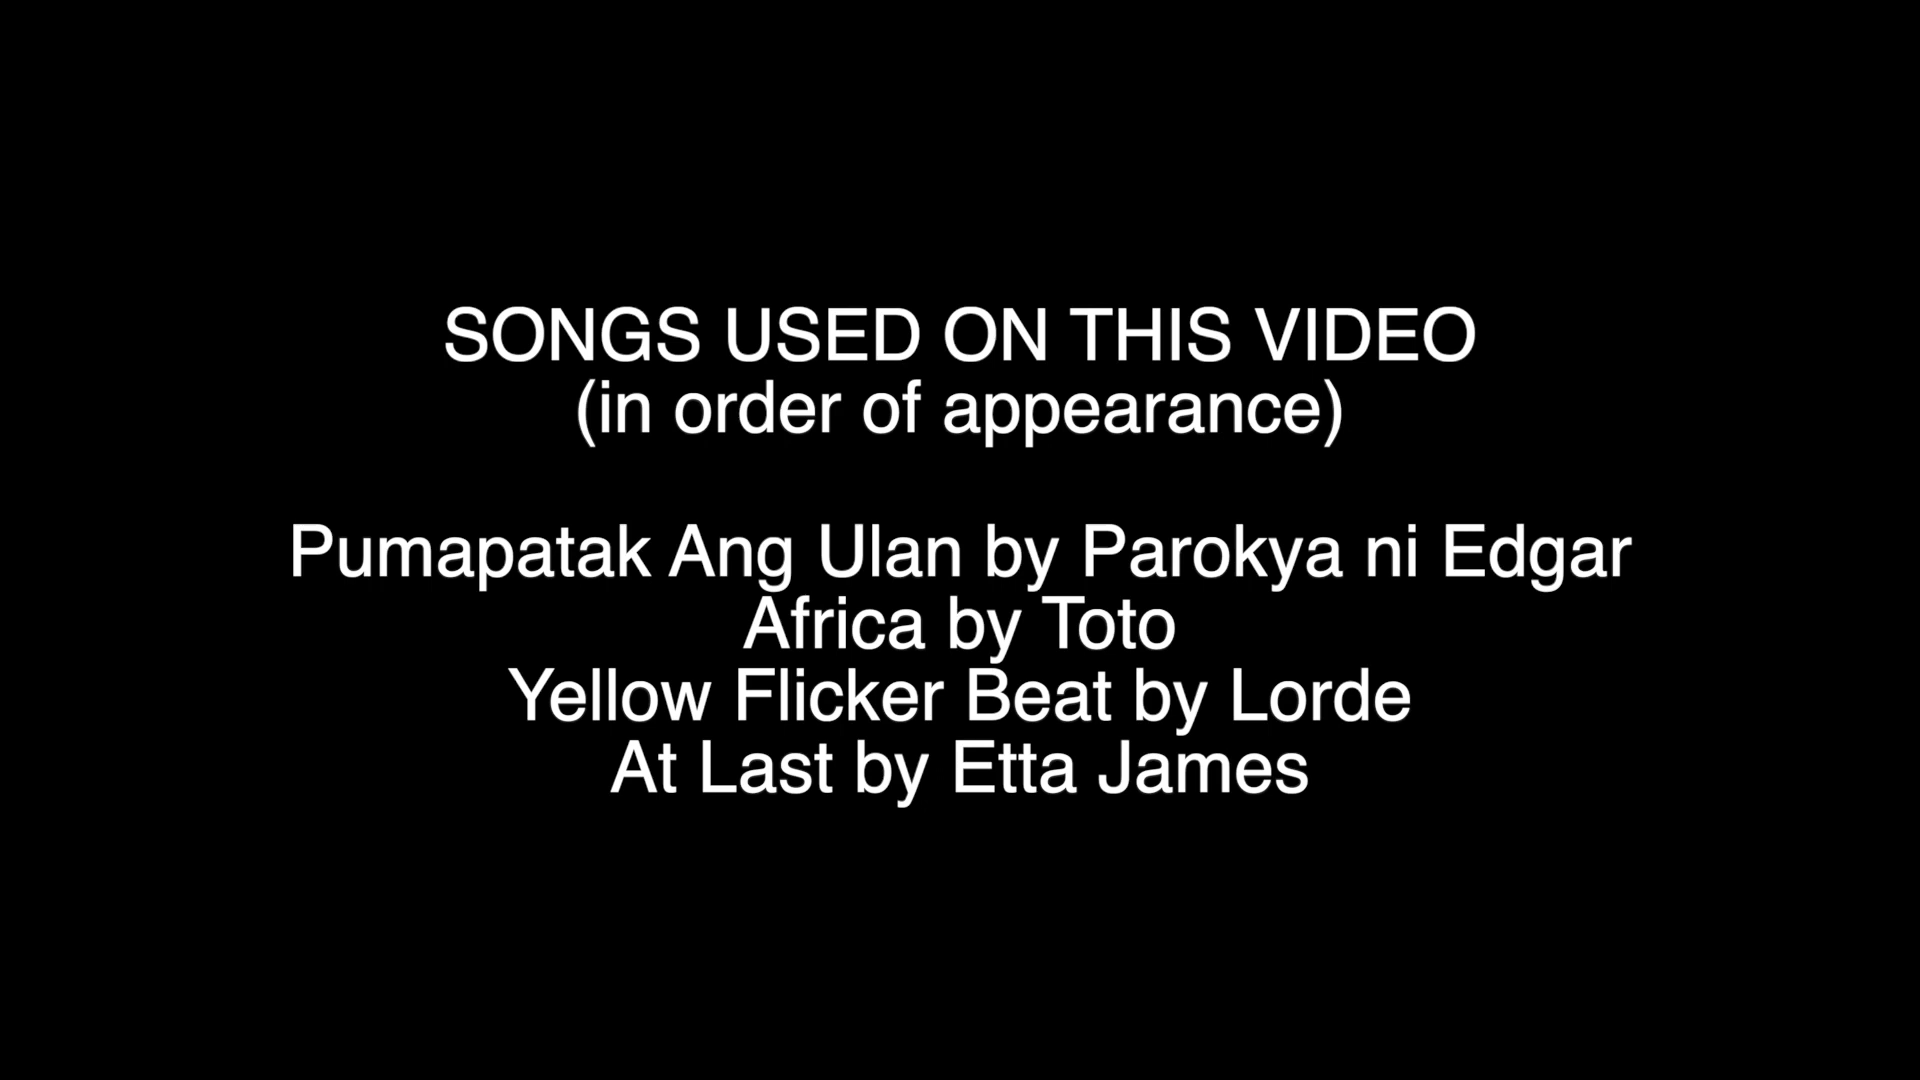 SONGS USED ON THIS VIDEO
(in order of appearance)
Pumapatak Ang Ulan by Parokya ni Edgar
Africa by Toto
Yellow Flicker Beat by Lorde
At Last by Etta James